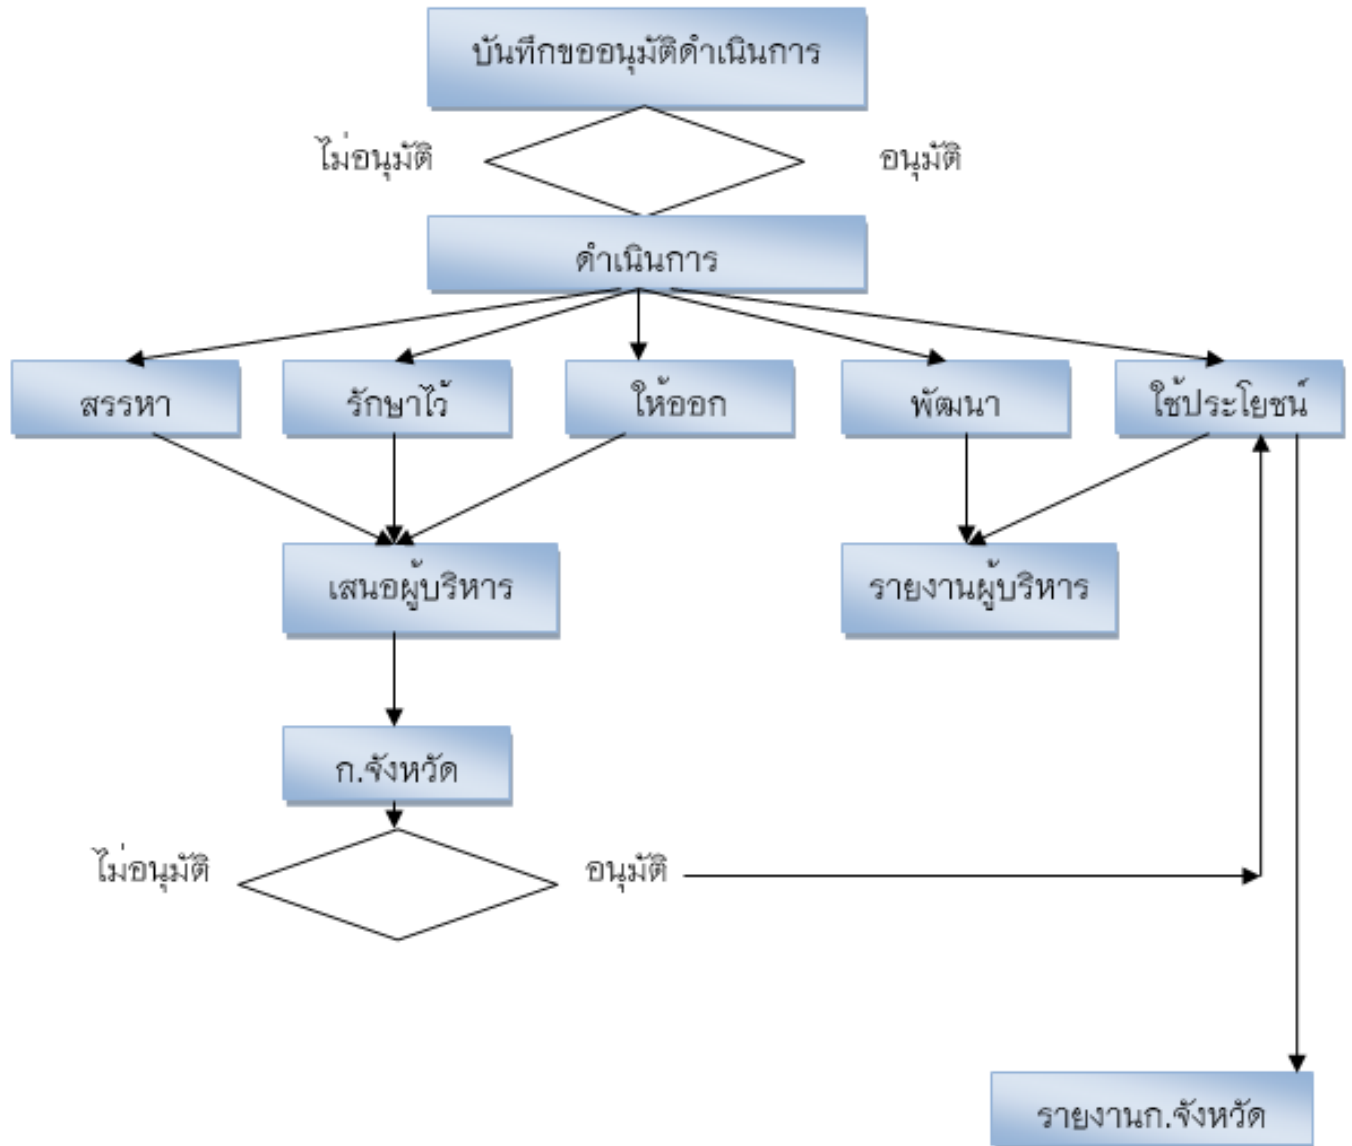 บันทึกขออนุมัติดำเนินการ
ไม่อนุมัติ
อนุมัติ
ดำเนินการ
สรรหา
รักษาไว้
ให้ออก
พัฒนา
ใช้ประโยชน์
เสนอผู้บริหาร
รายงานผู้บริหาร
ก.จังหวัด
ไม่อนุมัติ
อนุมัติ
รายงานก.จังหวัด